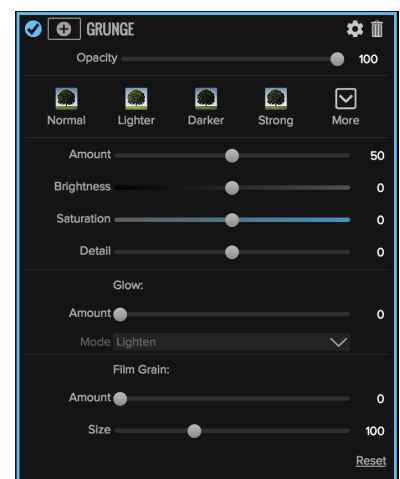 GRUNGE
Opacity 100
Normal Lighter Darker Strong More
Amount 50
Brightness 0
Saturation 0
Detail 0
Glow:
Amount 0
Mode Lighten
Film Grain:
Amount 0
Size 100
Reset